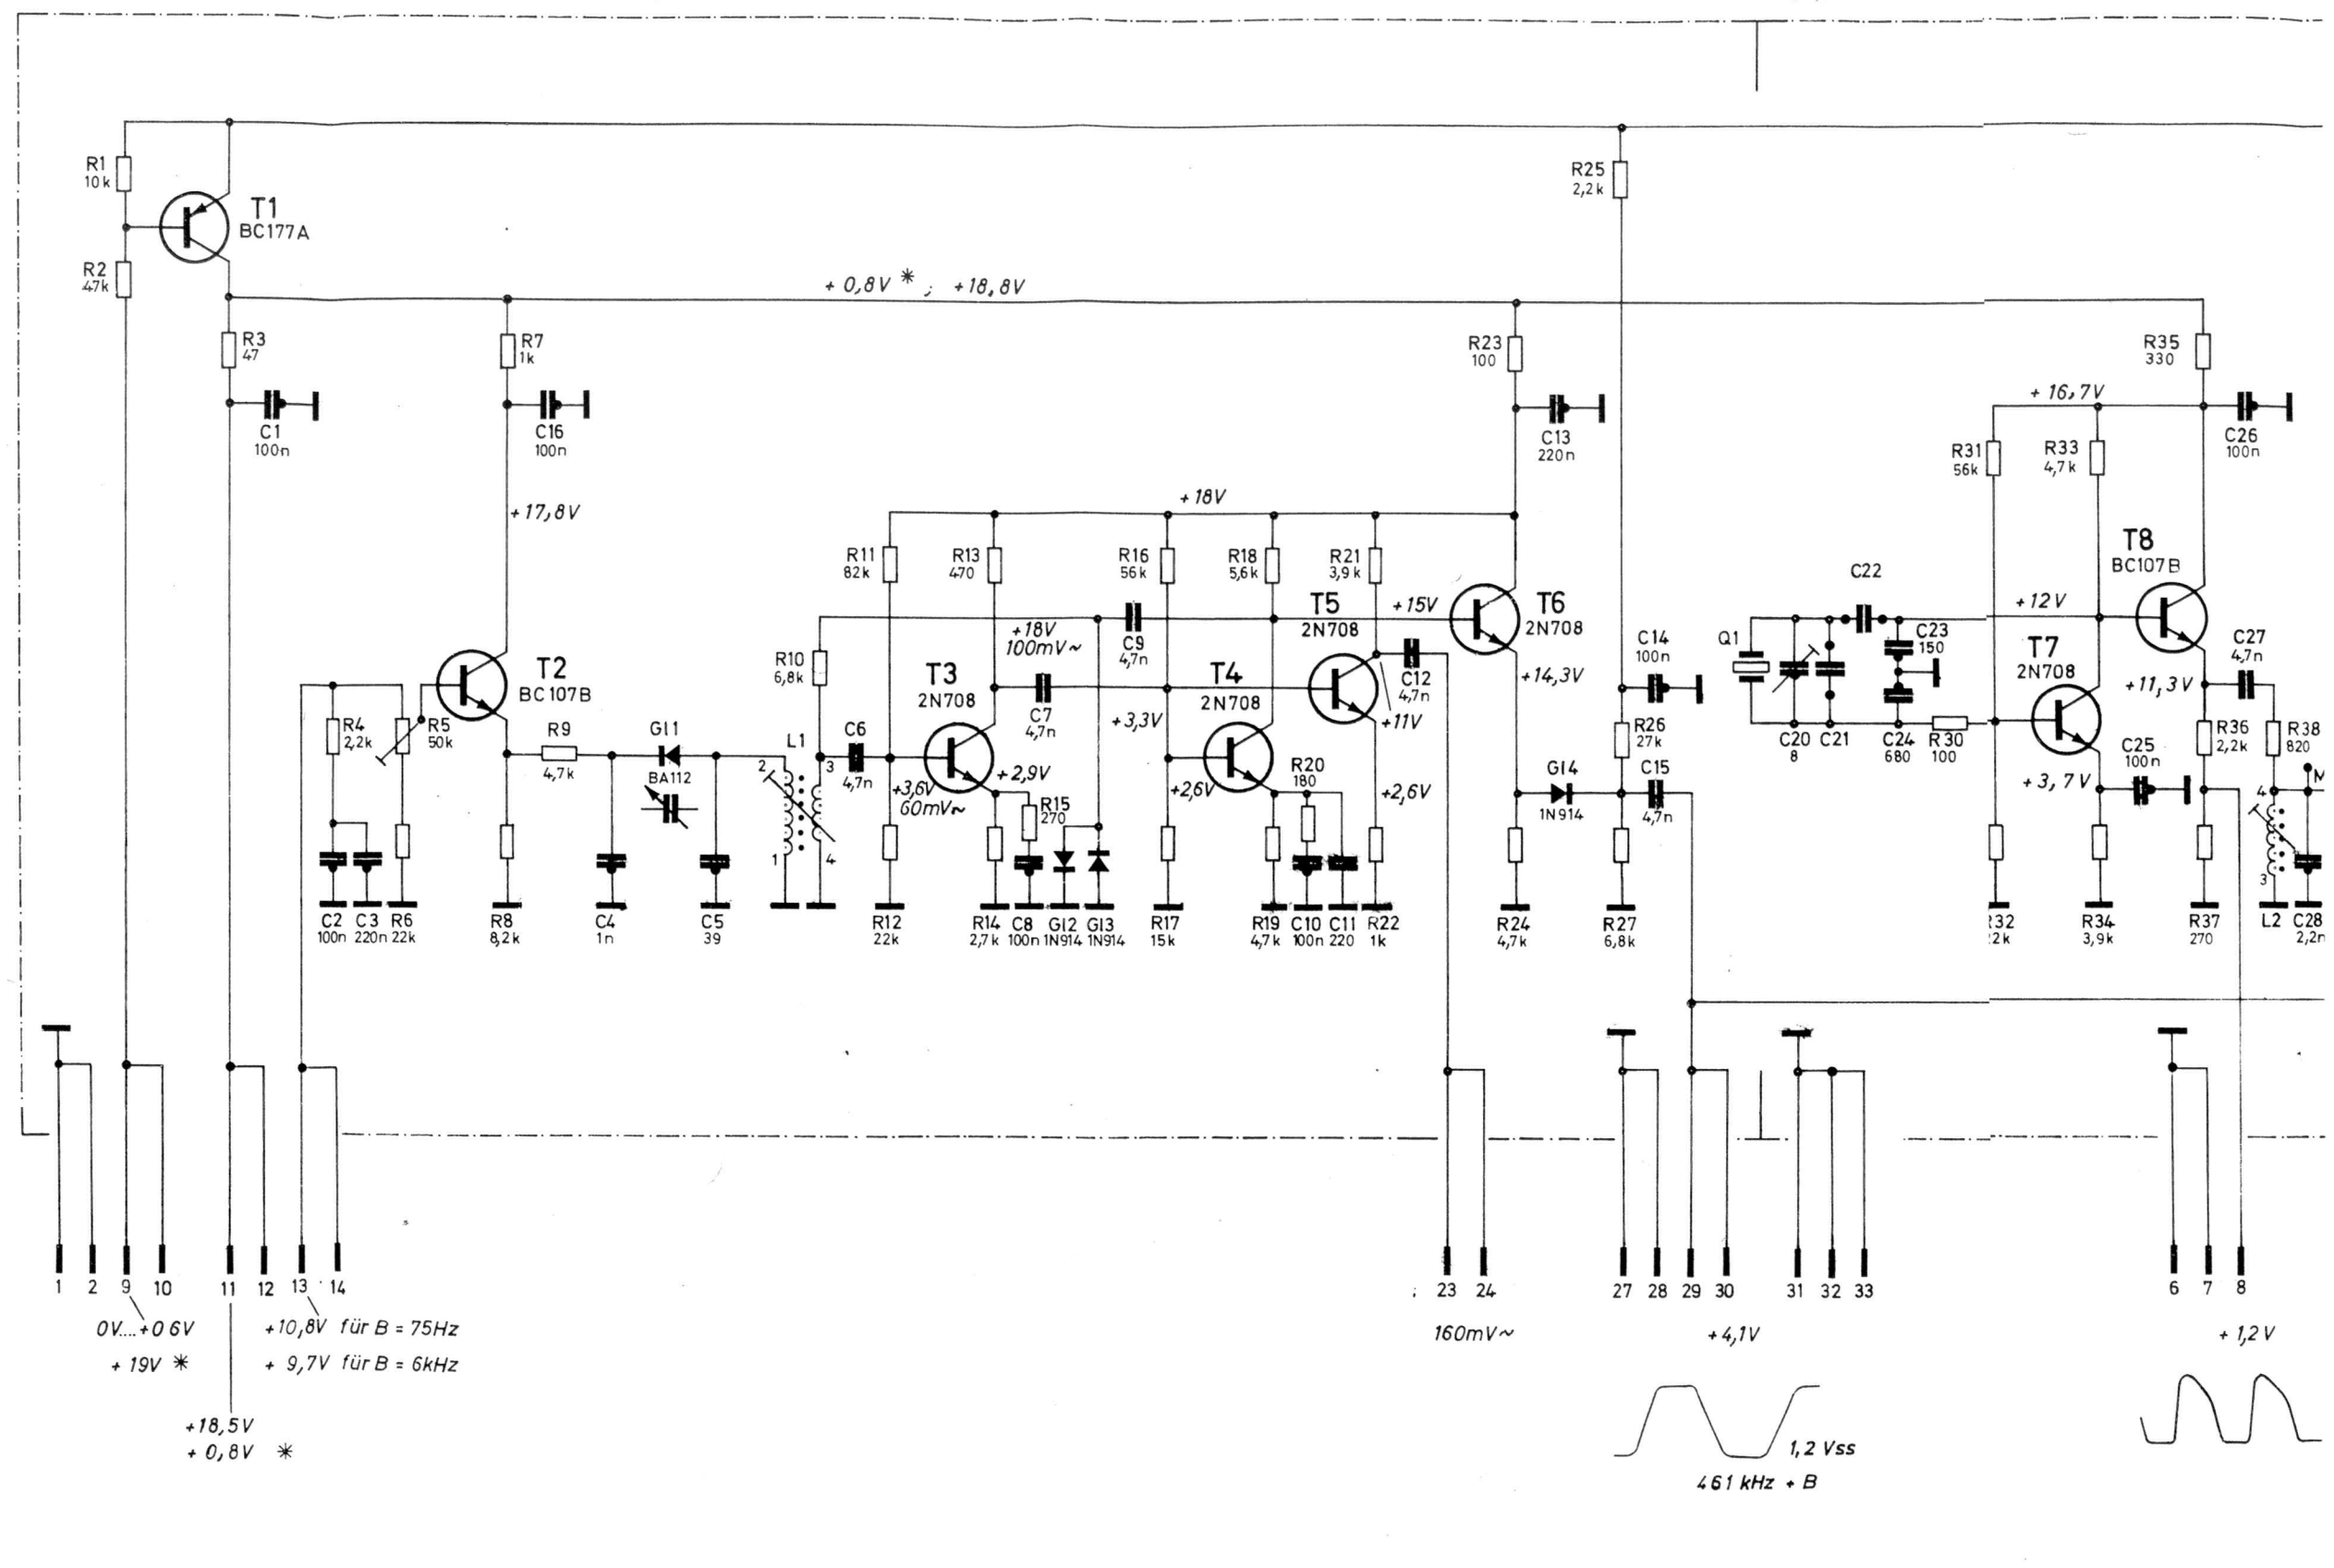 R1
10k
T1
BC177A
R2
47k
+ 0,8V * ; +18,8V
R25
2,2k
R3
47
R7
1k
R23
100
R35
330
+ 16,7V
C1
100n
C16
100n
C13
220n
R31
56k
R33
4,7k
C26
100n
+17,8V
+18V
R11
82k
R13
470
R16
56k
R18
5,6k
R21
3,9k
T8
BC107B
C22
T5
2N708
+15V
T6
2N708
+12V
+18V
100mV~
C9
4,7n
C14
100n
Q1
C23
150
T7
2N708
C27
4,7n
R10
6,8k
T2
BC107B
T3
2N708
T4
2N708
C12
4,7n
+14,3V
+11,3V
R4
2,2k
R5
50k
R9
4,7k
G11
BA112
L1
2
3
1
4
C6
4,7n
C7
4,7n
+3,3V
+11V
R26
27k
C20
8
C21
C24
680
R30
100
R36
2,2k
R38
820
+3,6V
60mV~
+2,9V
R15
270
+2,6V
R20
180
+2,6V
G14
1N914
C15
4,7n
+3,7V
C25
100n
M
4
3
C2
100n
C3
220n
R6
22k
R8
8,2k
C4
1n
C5
39
R12
22k
R14
2,7k
C8
100n
G12
1N914
G13
1N914
R17
15k
R19
4,7k
C10
100n
C11
220
R22
1k
R24
4,7k
R27
6,8k
R34
3,9k
R37
270
L2
C28
2,2n
1 2 9 10 11 12 13 14 23 24 27 28 29 30 31 32 33 6 7 8
0V....+0 6V
+ 19V *
+10,8V für B = 75Hz
+ 9,7V für B = 6kHz
+18,5V
+ 0,8V *
160mV~
+4,1V
+ 1,2V
1,2 Vss
461 kHz + B